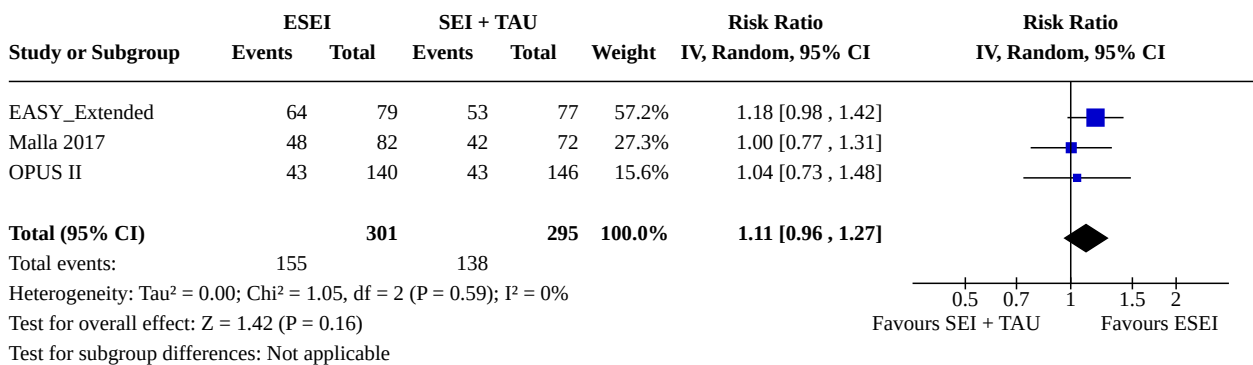 ESEI SEI + TAU Risk Ratio Risk Ratio
Study or Subgroup Events Total Events Total Weight IV, Random, 95% CI IV, Random, 95% CI
EASY_Extended 64 79 53 77 57.2% 1.18 [0.98 , 1.42]
Malla 2017 48 82 42 72 27.3% 1.00 [0.77 , 1.31]
OPUS II 43 140 43 146 15.6% 1.04 [0.73 , 1.48]
Total (95% CI) 301 295 100.0% 1.11 [0.96 , 1.27]
Total events: 155 138
Heterogeneity: Tau² = 0.00; Chi² = 1.05, df = 2 (P = 0.59); I² = 0%
0.5 0.7 1 1.5 2
Test for overall effect: Z = 1.42 (P = 0.16)
Favours SEI + TAU Favours ESEI
Test for subgroup differences: Not applicable